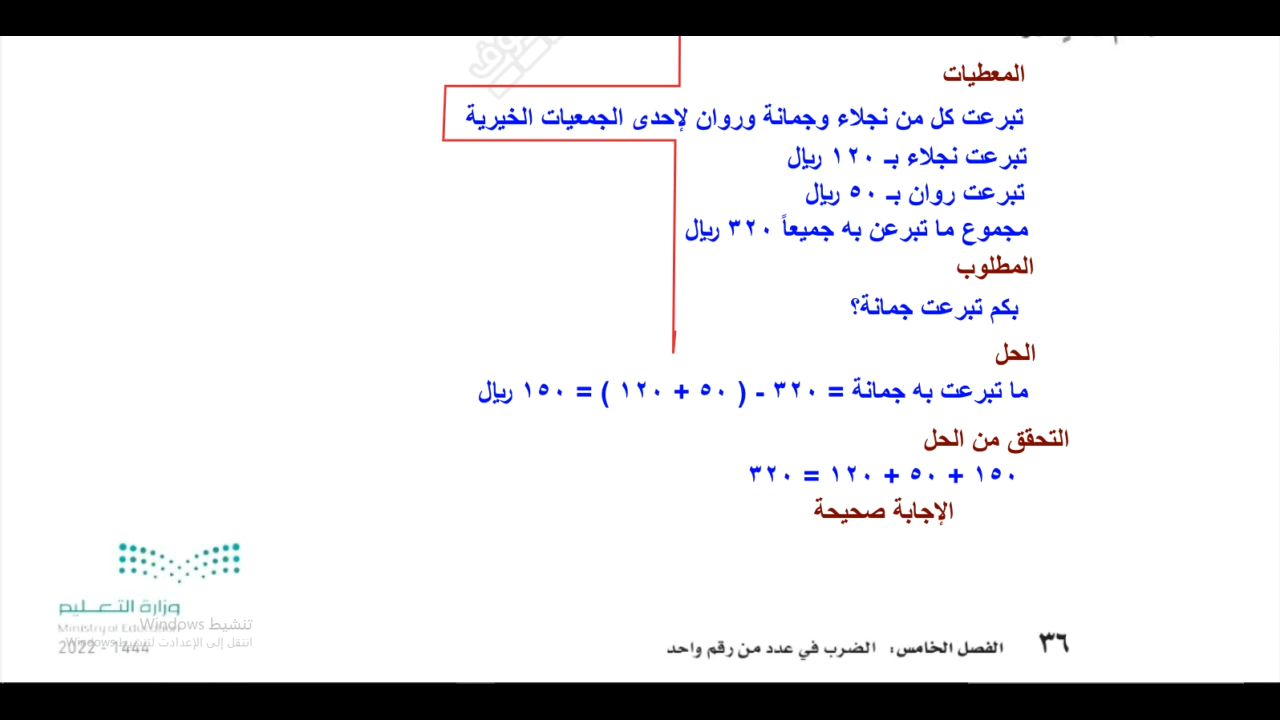 المعطيات
تبرعت كل من نجلاء وجمانة وروان لإحدى الجمعيات الخيرية
تبرعت نجلاء بـ ١٢٠ ريال
تبرعت روان بـ ٥٠ ريال
مجموع ما تبرعن به جميعاً ٣٢٠ ريال
المطلوب
بكم تبرعت جمانة؟
الحل
ما تبرعت به جمانة = ٣٢٠ - ( ٥٠ + ١٢٠ ) = ١٥٠ ريال
التحقق من الحل
١٥٠ + ٥٠ + ١٢٠ = ٣٢٠
الإجابة صحيحة
وزارة التعليم
Ministry of Education
2022 - 1444
تنشيط Windows
انتقل إلى الإعدادات لتنشيط Windows
٣٦ الفصل الخامس: الضرب في عدد من رقم واحد